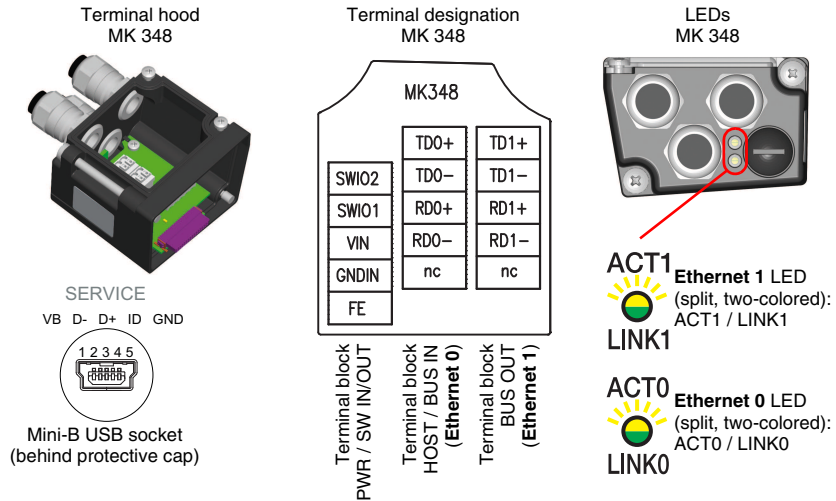 Terminal hood
MK 348
SERVICE
VB D- D+ ID GND
1 2 3 4 5
Mini-B USB socket
(behind protective cap)
Terminal designation
MK 348
MK348
TD0+ TD1+
SWIO2 TD0- TD1-
SWIO1 RD0+ RD1+
VIN RD0- RD1-
GNDIN nc nc
FE
Terminal block
PWR / SW IN/OUT
Terminal block
HOST / BUS IN
(Ethernet 0)
Terminal block
BUS OUT
(Ethernet 1)
LEDs
MK 348
ACT1
LINK1
Ethernet 1 LED
(split, two-colored):
ACT1 / LINK1
ACT0
LINK0
Ethernet 0 LED
(split, two-colored):
ACT0 / LINK0